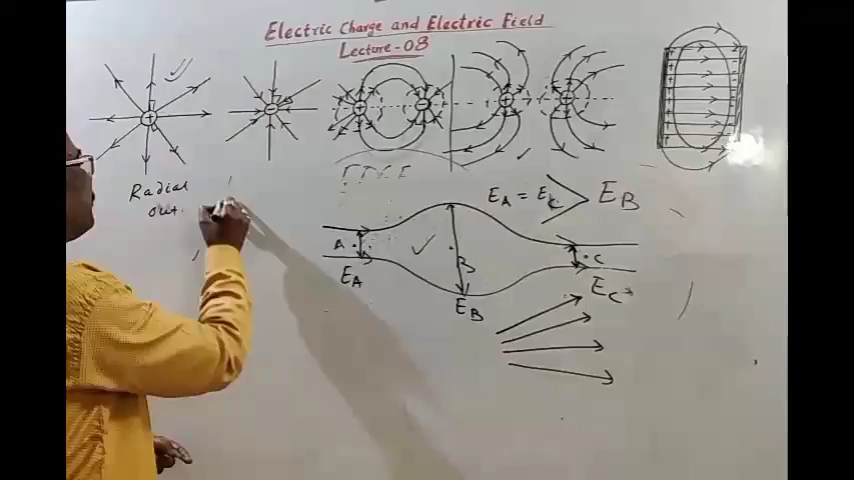 Electric Charge and Electric Field
Lecture-08
Radial
out
E_A = E_C > E_B
A
B
C
E_A
E_B
E_C